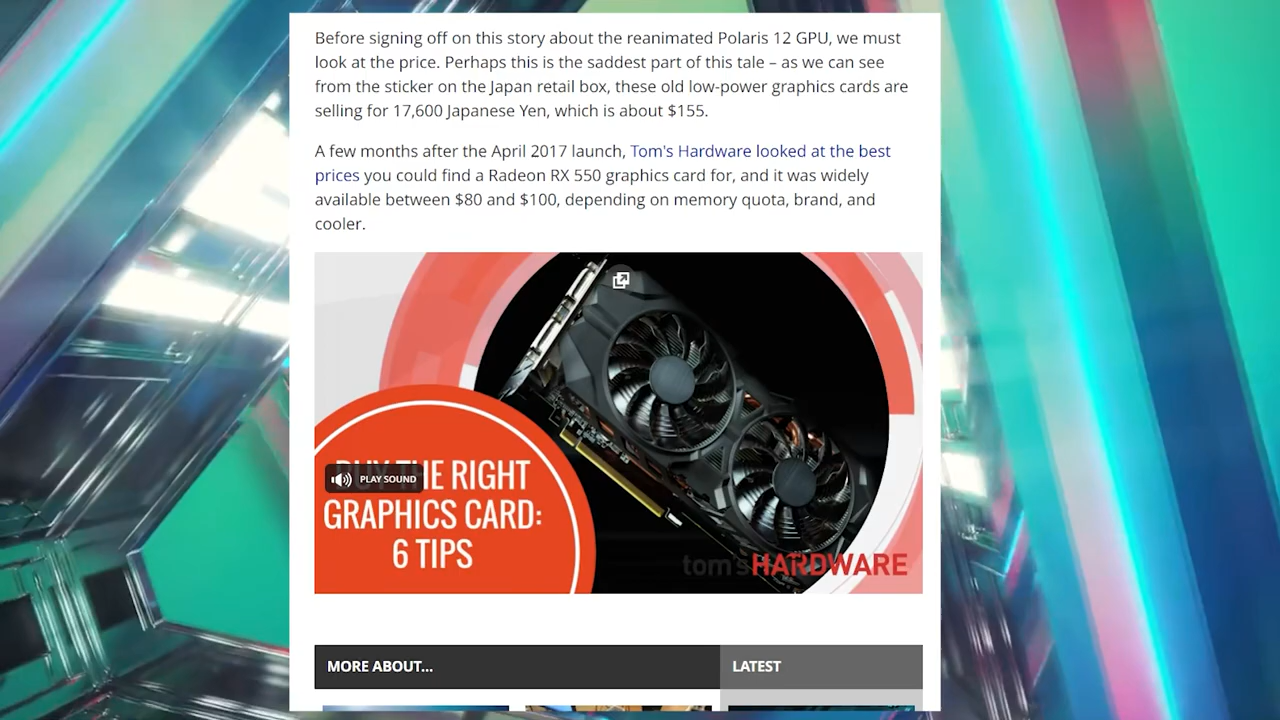 Before signing off on this story about the reanimated Polaris 12 GPU, we must
look at the price. Perhaps this is the saddest part of this tale – as we can see
from the sticker on the Japan retail box, these old low-power graphics cards are
selling for 17,600 Japanese Yen, which is about $155.
A few months after the April 2017 launch, Tom's Hardware looked at the best
prices you could find a Radeon RX 550 graphics card for, and it was widely
available between $80 and $100, depending on memory quota, brand, and
cooler.
BUY THE RIGHT
PLAY SOUND
GRAPHICS CARD:
6 TIPS
tom's HARDWARE
MORE ABOUT...
LATEST